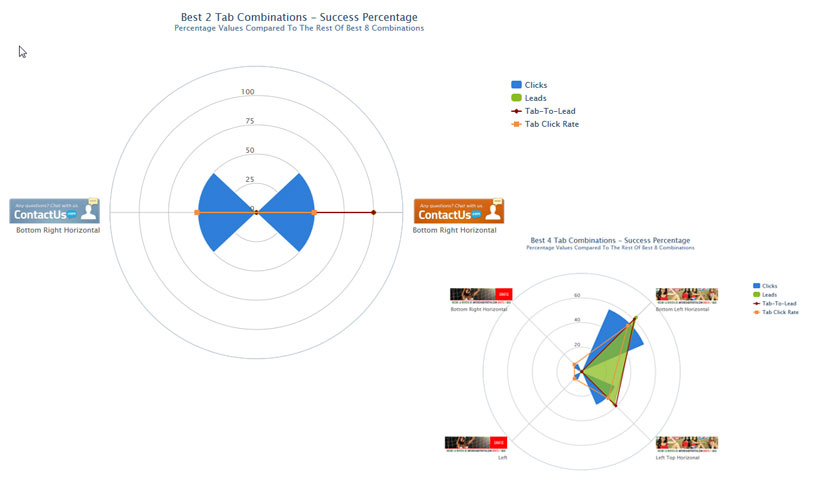 Best 2 Tab Combinations - Success Percentage
Percentage Values Compared To The Rest Of Best 8 Combinations
100
75
50
25
Clicks
Leads
Tab-To-Lead
Tab Click Rate
Any questions? Chat with us
ContactUs
Bottom Right Horizontal
Any questions? Chat with us
ContactUs
Bottom Right Horizontal
Best 4 Tab Combinations - Success Percentage
Percentage Values Compared To The Rest Of Best 8 Combinations
60
40
20
Bottom Right Horizontal
Bottom Left Horizontal
Left
Left Top Horizonal
Clicks
Leads
Tab-To-Lead
Tab Click Rate